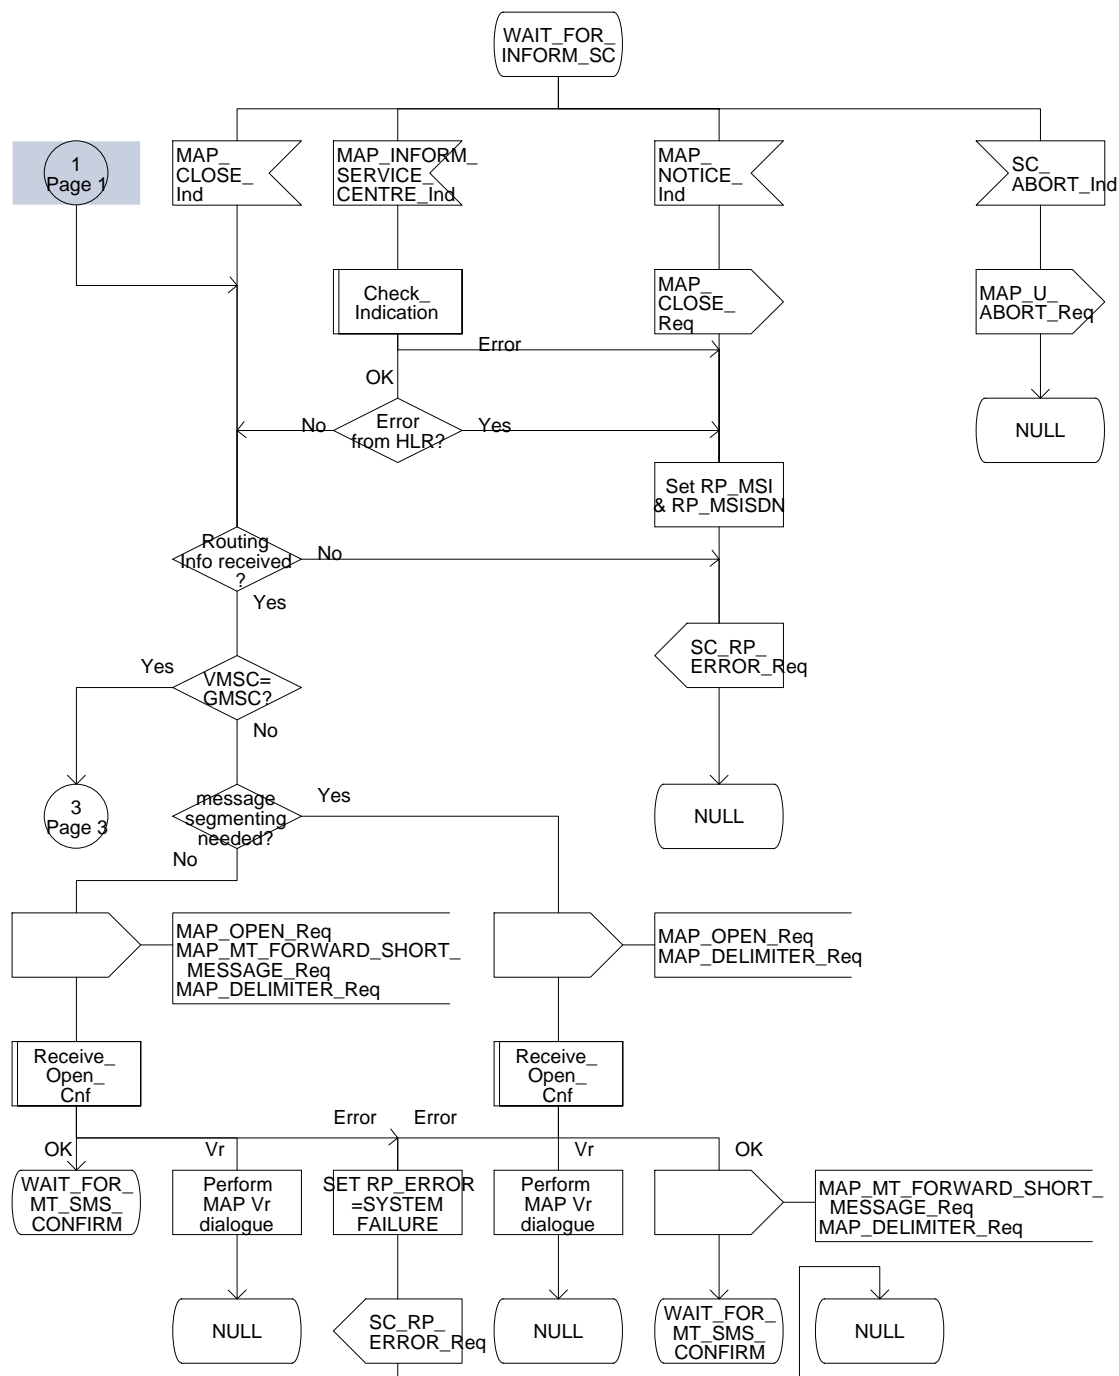 WAIT_FOR_
INFORM_SC
1
Page 1
MAP_
CLOSE_
Ind
MAP_INFORM_
SERVICE_
CENTRE_Ind
MAP_
NOTICE_
Ind
SC_
ABORT_Ind
Check_
Indication
MAP_
CLOSE_
Req
MAP_U_
ABORT_Req
Error
OK
No
Error
from HLR?
Yes
NULL
Set RP_MSI
& RP_MSISDN
Routing
Info received
?
No
Yes
SC_RP_
ERROR_Req
Yes
VMSC=
GMSC?
No
3
Page 3
message
segmenting
needed?
Yes
No
NULL
MAP_OPEN_Req
MAP_MT_FORWARD_SHORT_
MESSAGE_Req
MAP_DELIMITER_Req
MAP_OPEN_Req
MAP_DELIMITER_Req
Receive_
Open_
Cnf
Receive_
Open_
Cnf
Error
Error
OK
Vr
Vr
OK
WAIT_FOR_
MT_SMS_
CONFIRM
Perform
MAP Vr
dialogue
SET RP_ERROR
=SYSTEM
FAILURE
Perform
MAP Vr
dialogue
MAP_MT_FORWARD_SHORT_
MESSAGE_Req
MAP_DELIMITER_Req
NULL
SC_RP_
ERROR_Req
NULL
WAIT_FOR_
MT_SMS_
CONFIRM
NULL